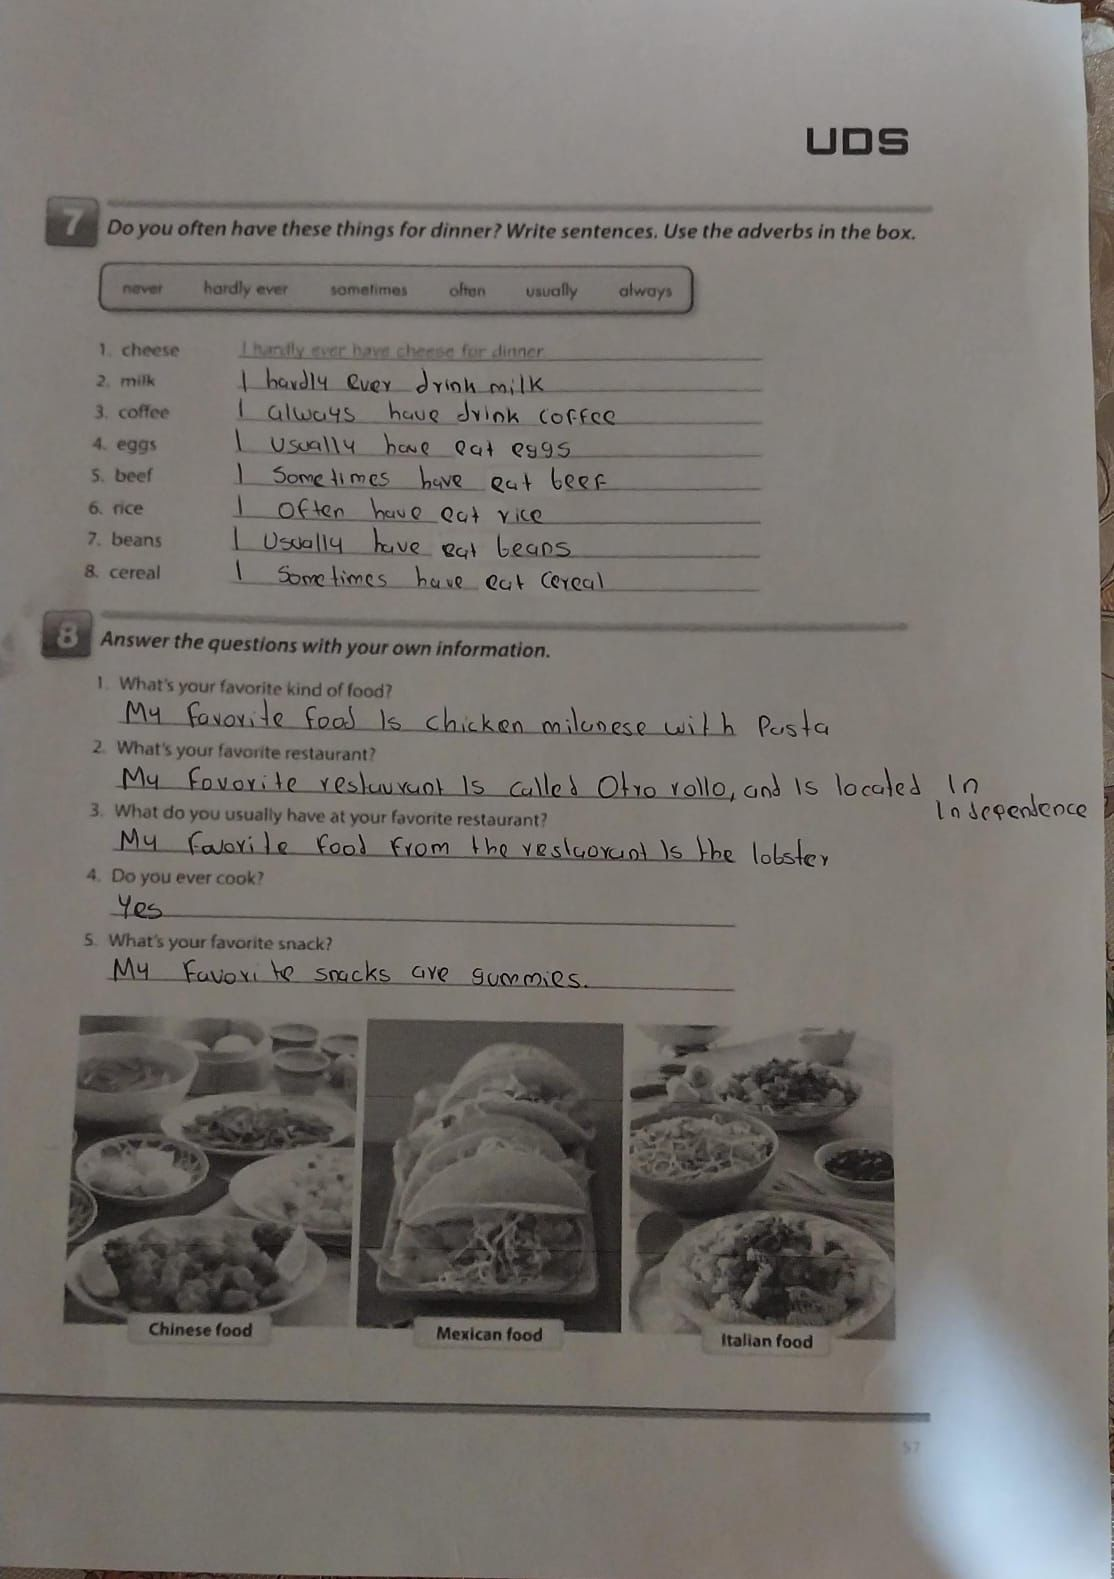 UDS
7 Do you often have these things for dinner? Write sentences. Use the adverbs in the box.
never hardly ever sometimes often usually always
1. cheese I hardly ever have cheese for dinner
2. milk I hardly ever drink milk
3. coffee I always have drink coffee
4. eggs I usually have eat eggs
5. beef I sometimes have eat beef
6. rice I often have eat rice
7. beans I usually have eat beans
8. cereal I sometimes have eat cereal
8 Answer the questions with your own information.
1. What's your favorite kind of food?
My favorite food Is chicken milanese with Pasta
2. What's your favorite restaurant?
My favorite restaurant Is called Otro rollo, and Is located In
Independence
3. What do you usually have at your favorite restaurant?
My favorite food from the restaorant Is the lobster
4. Do you ever cook?
Yes
5. What's your favorite snack?
My Favorite snacks are gummies.
Chinese food Mexican food Italian food
57